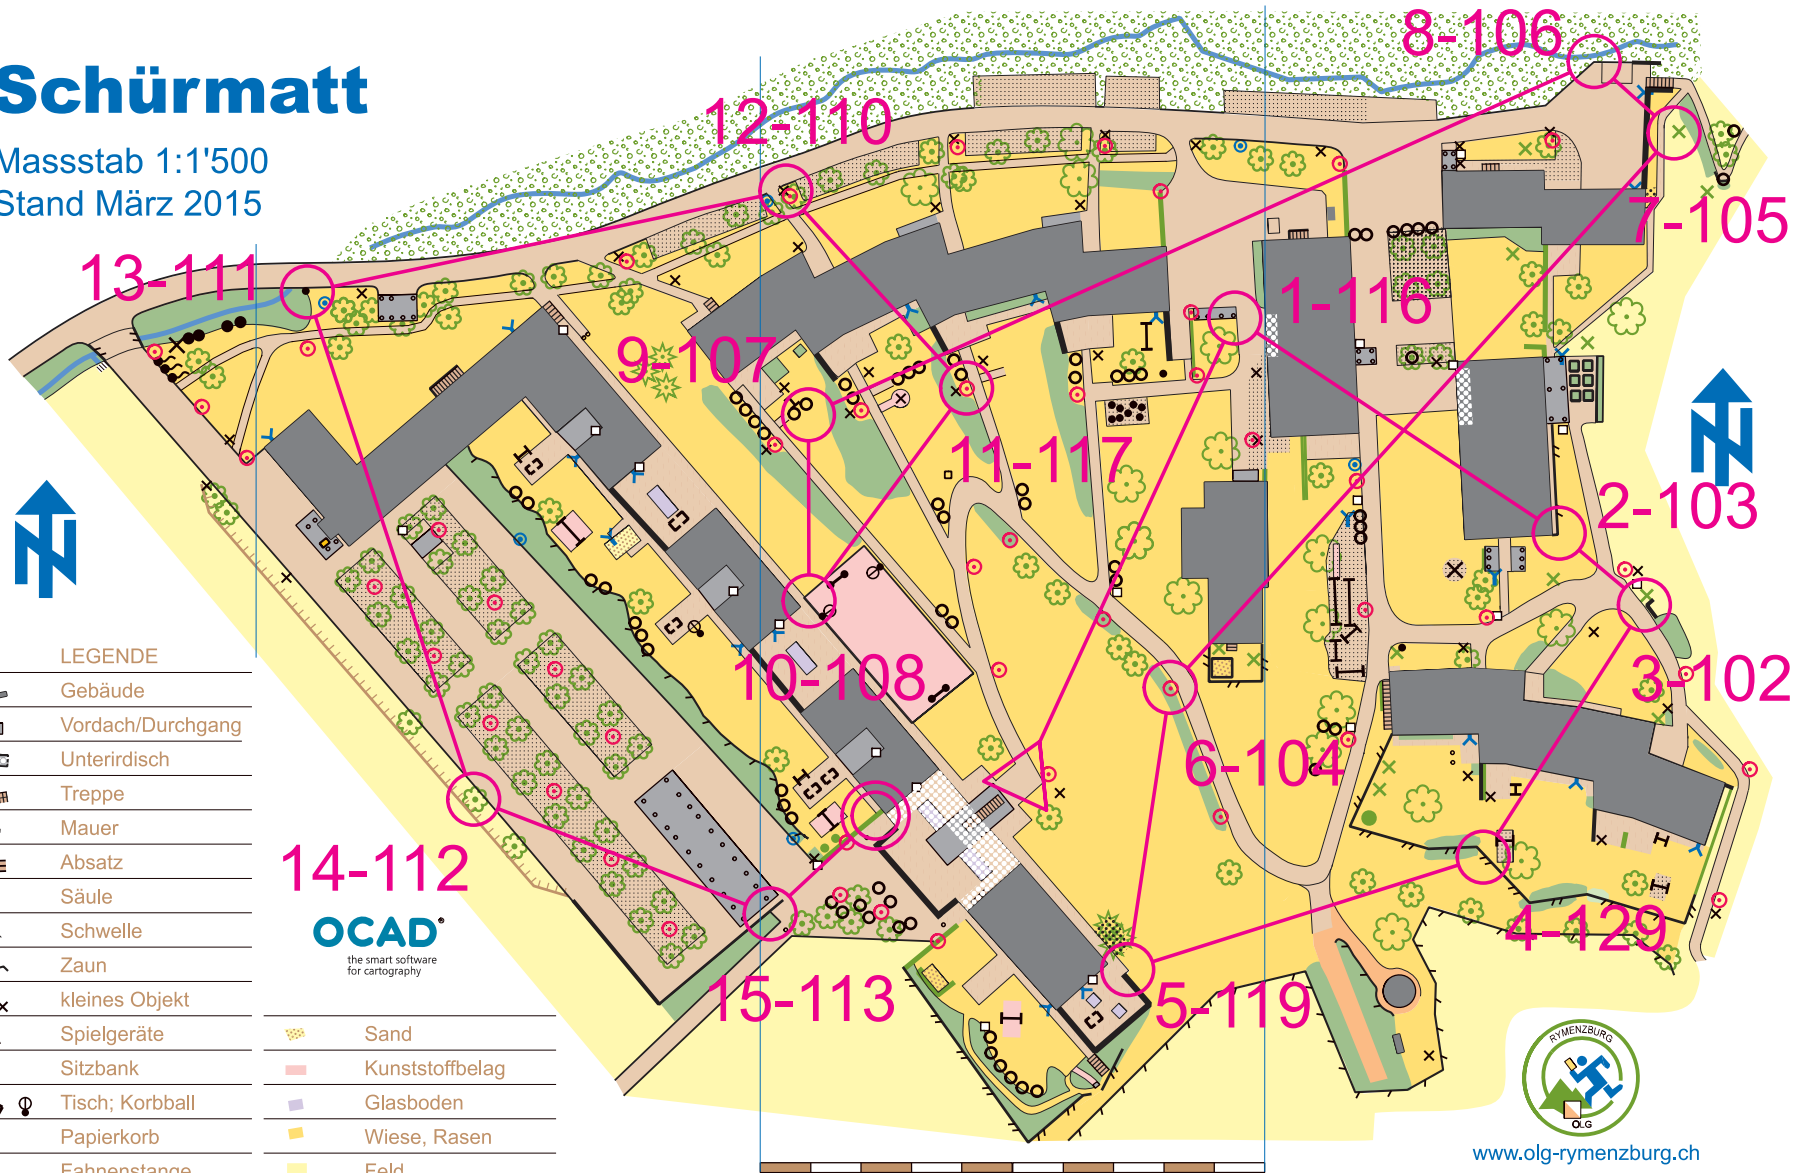 Schürmatt
Massstab 1:1'500
Stand März 2015
8-106
12-110
7-105
13-111
1-116
9-107
11-117
2-103
10-108
3-102
6-104
14-112
4-129
15-113
5-119
LEGENDE
Gebäude
Vordach/Durchgang
Unterirdisch
Treppe
Mauer
Absatz
Säule
Schwelle
Zaun
kleines Objekt
Spielgeräte
Sitzbank
Tisch; Korbball
Papierkorb
Fahnenstange
Sand
Kunststoffbelag
Glasboden
Wiese, Rasen
Feld
OCAD
the smart software
for cartography
RYMENZBURG
OLG
www.olg-rymenzburg.ch